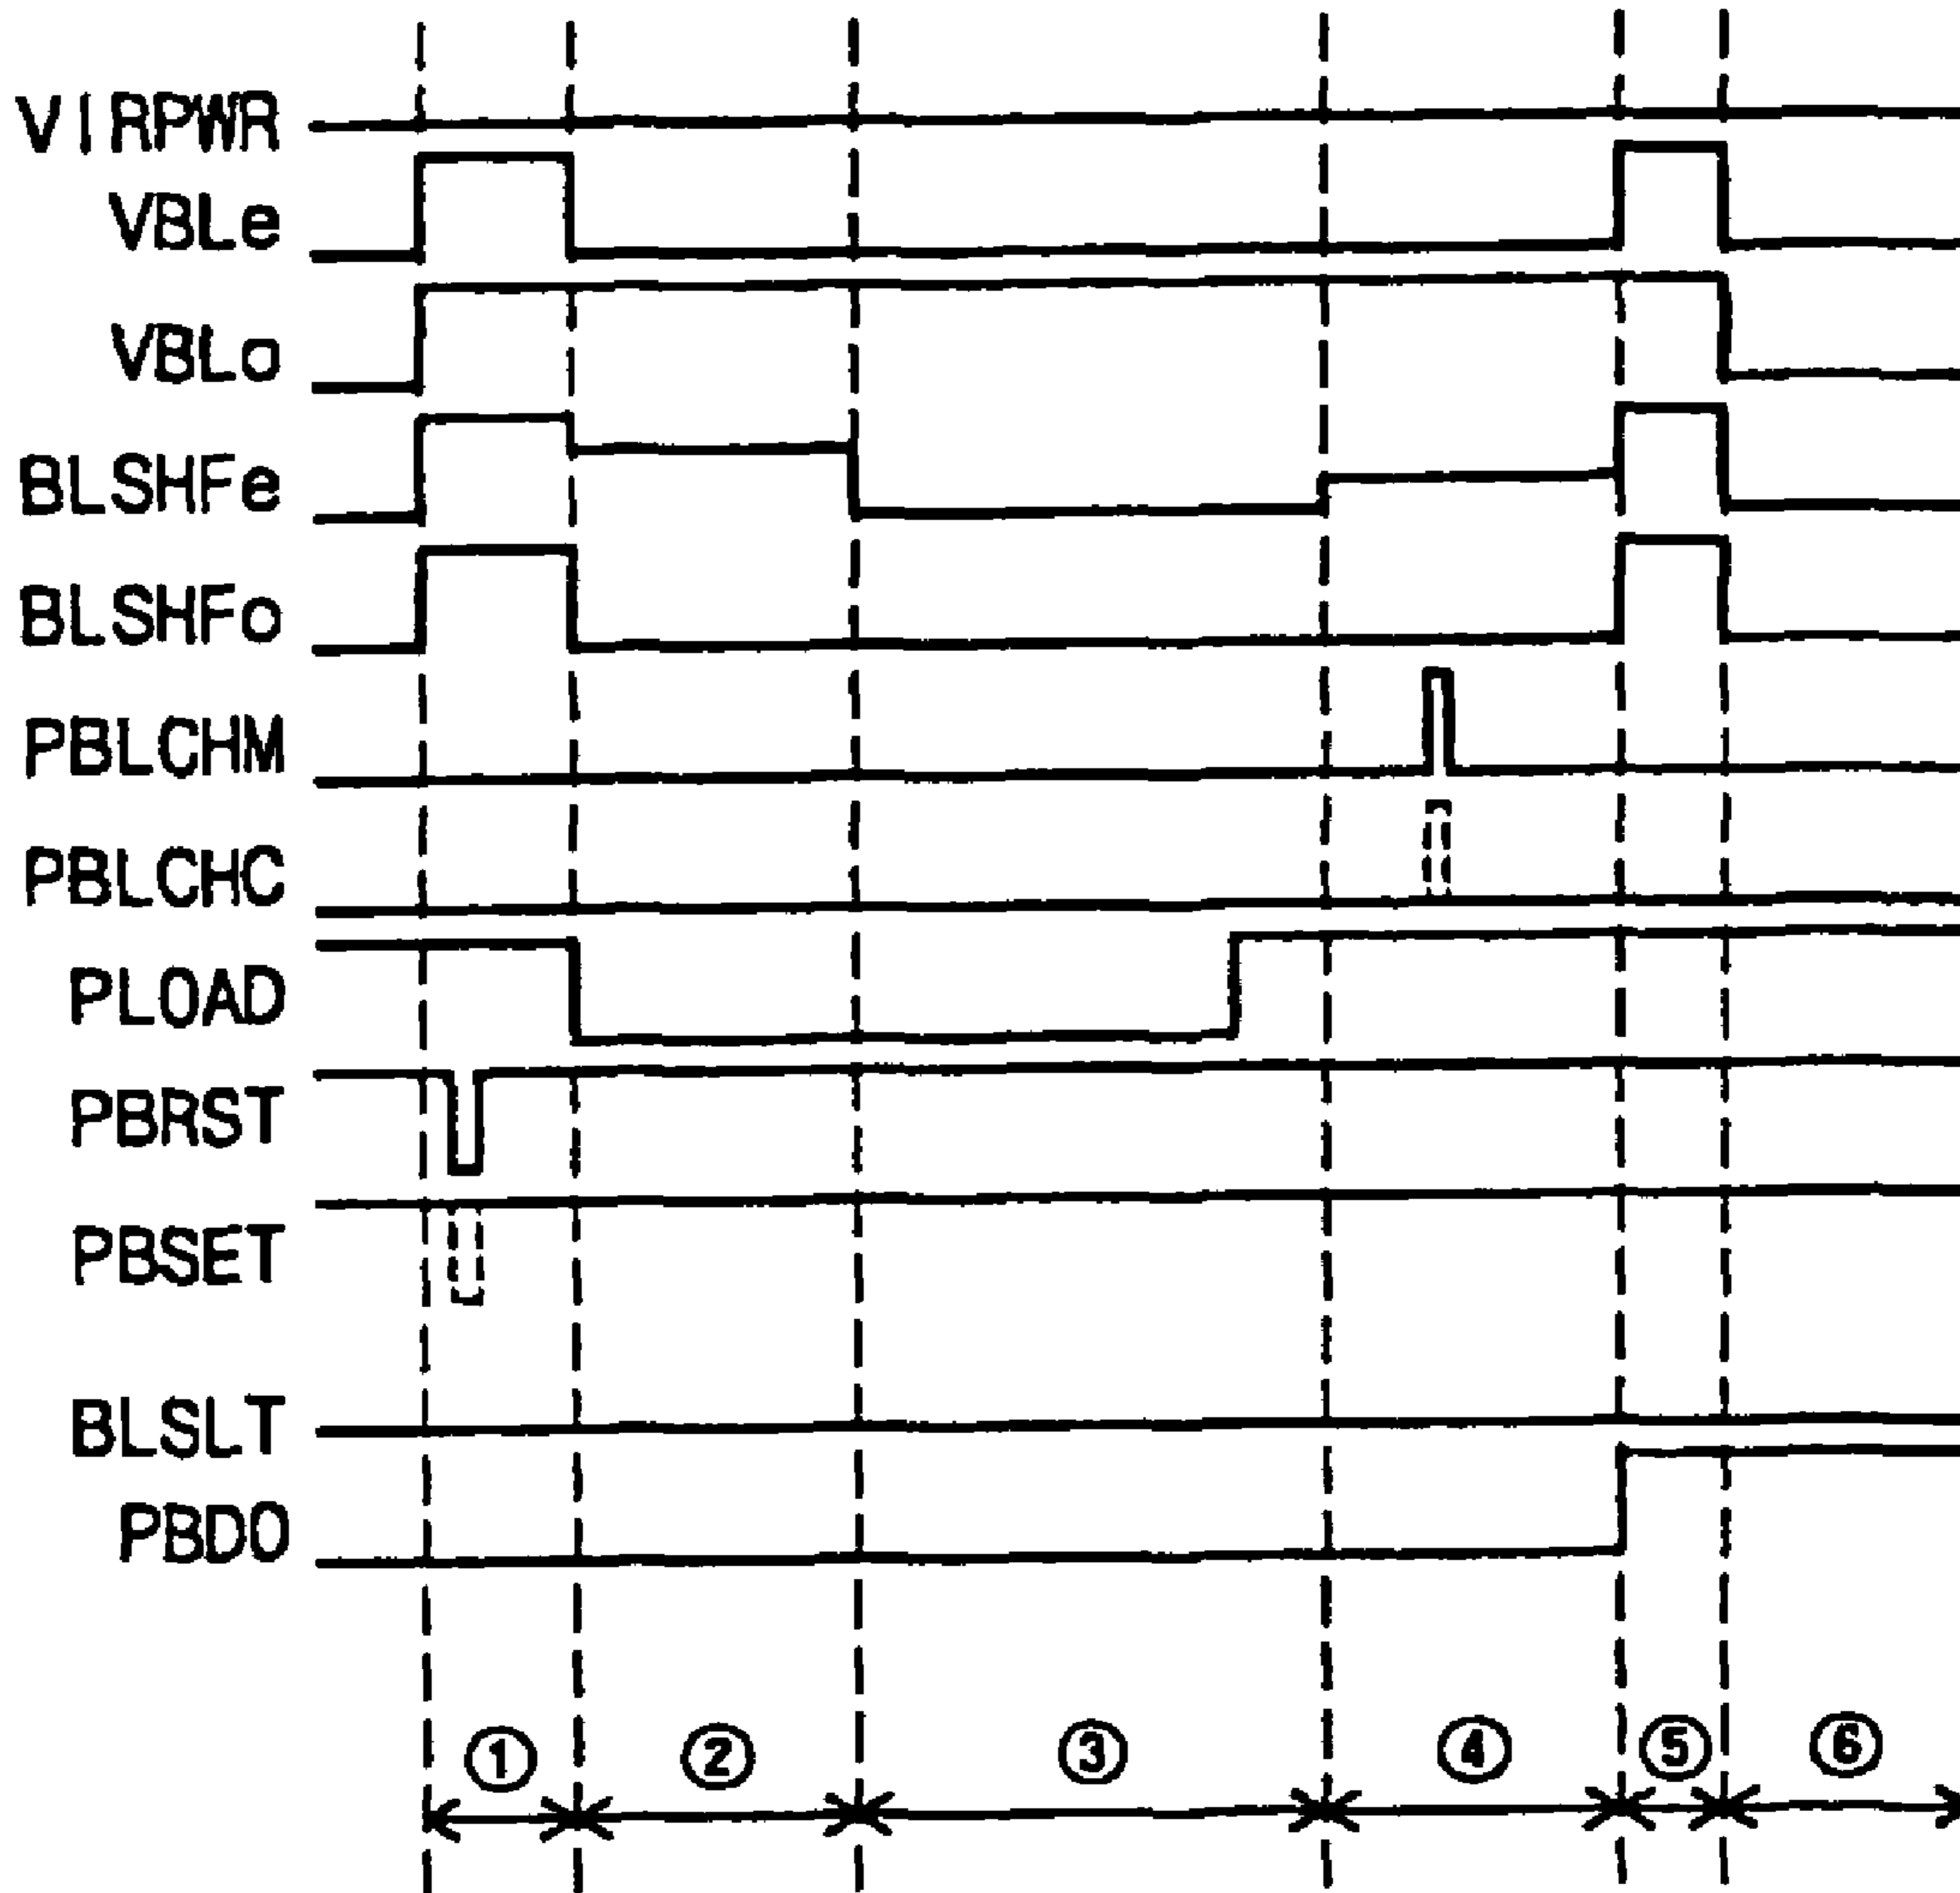 VIRPWR
VBLe
VBLo
BLSHFe
BLSHFo
PBLCHM
PBLCHC
PLOAD
PBRST
PBSET
BLSLT
PBDO
① ② ③ ④ ⑤ ⑥